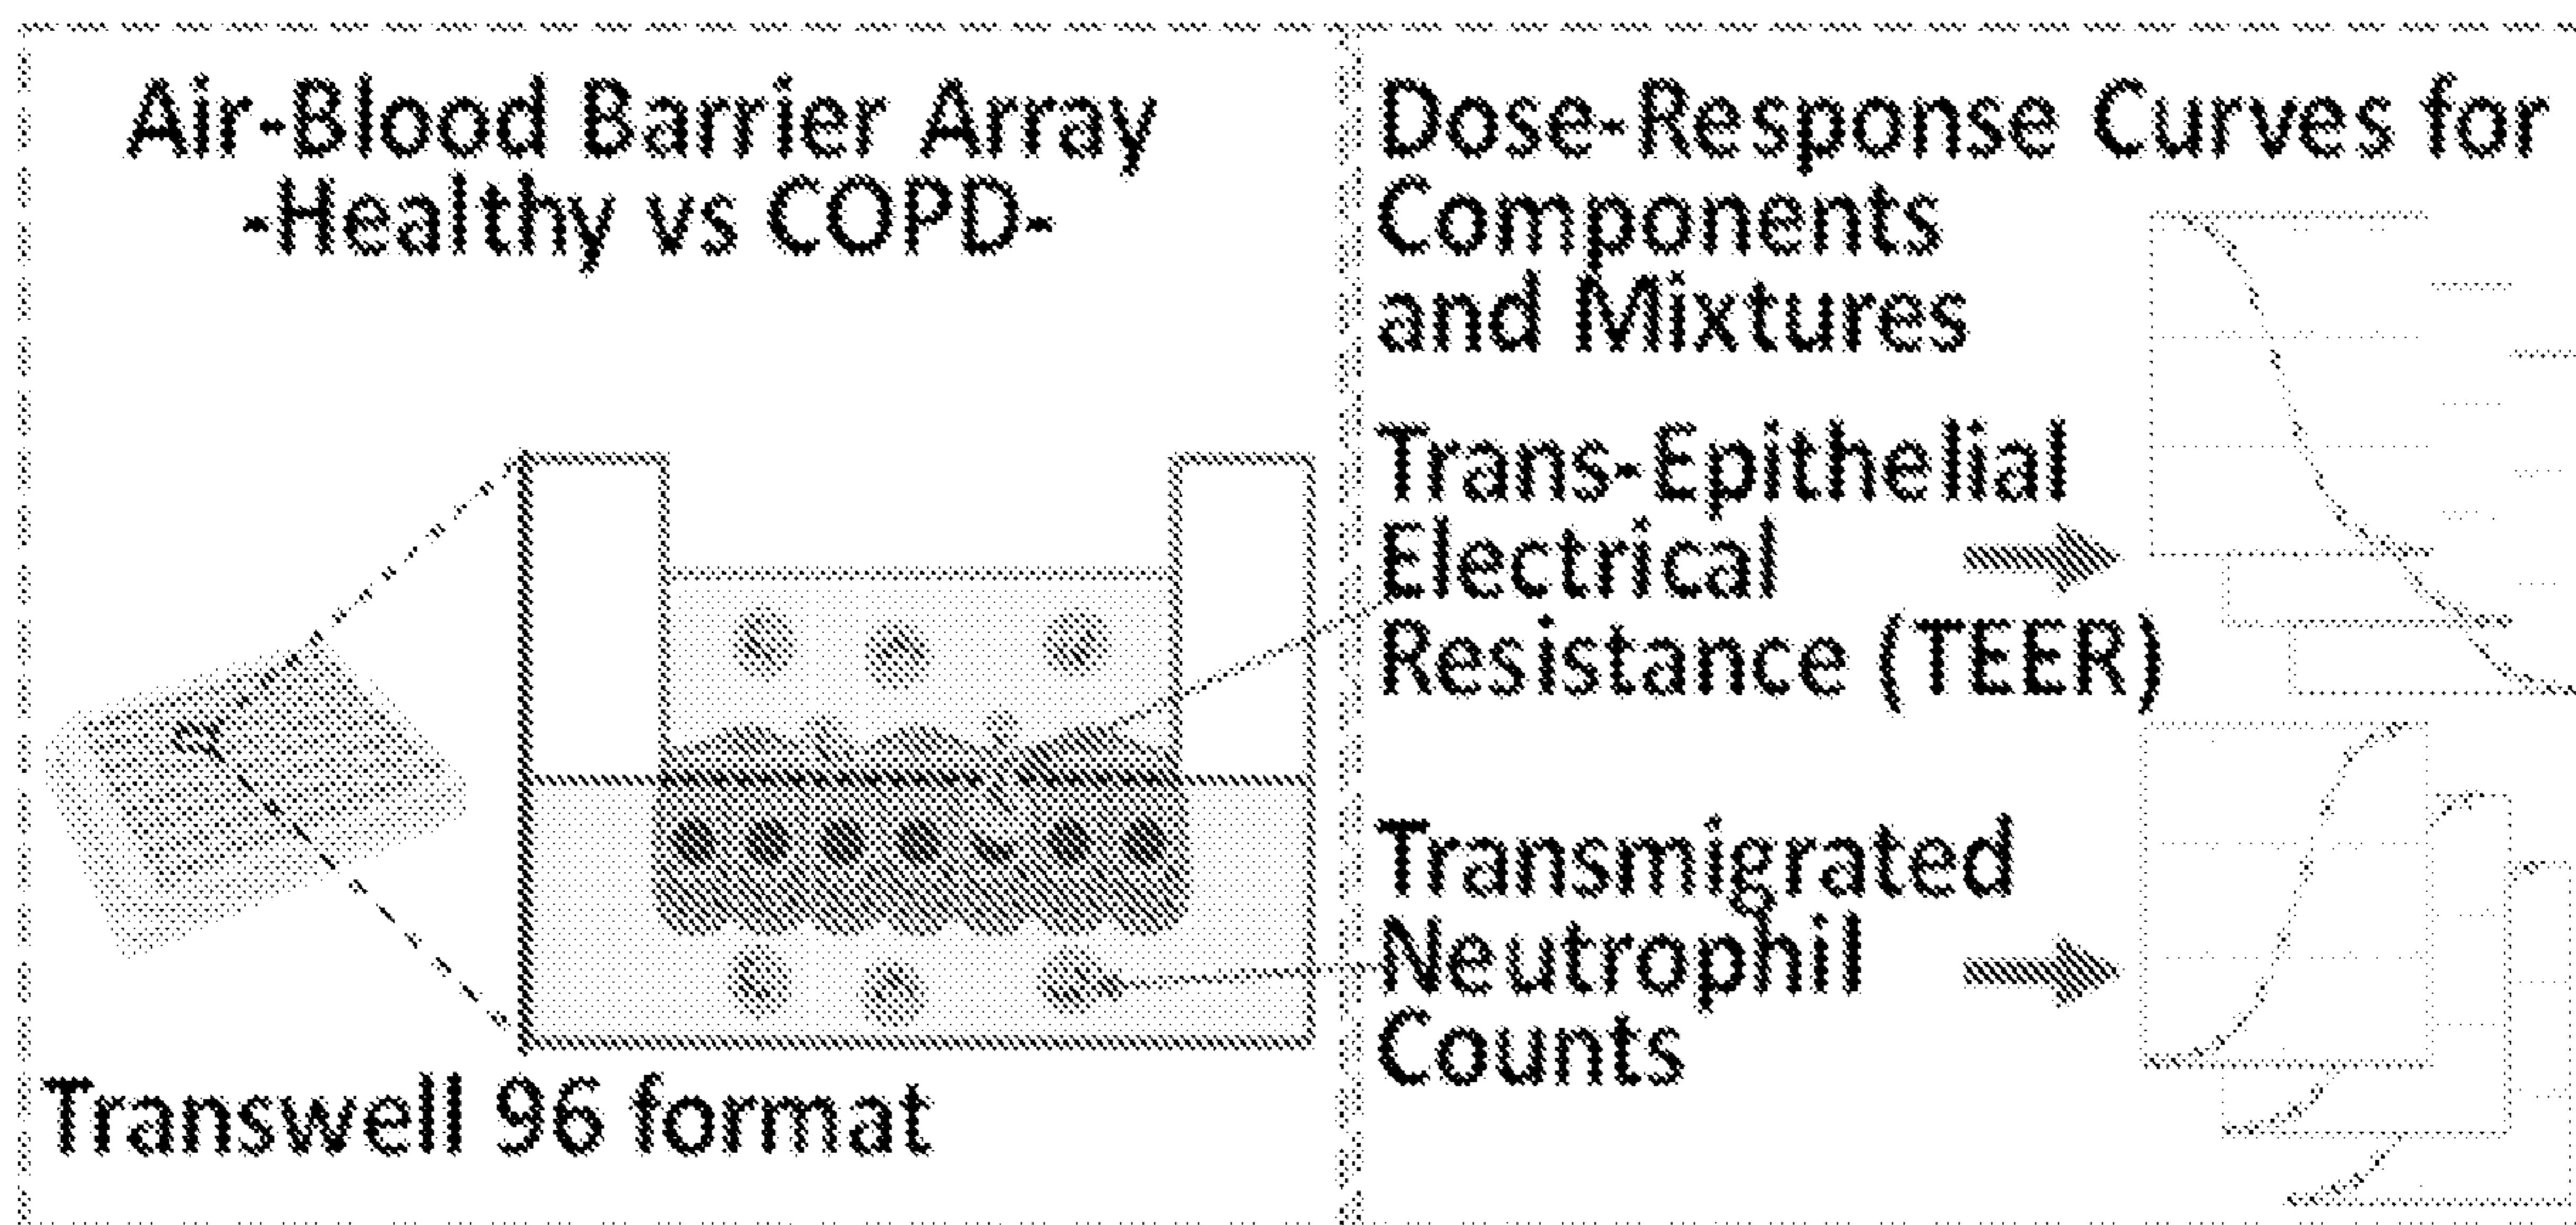 Air-Blood Barrier Array
-Healthy vs COPD-
Transwell 96 format
Dose-Response Curves for
Components
and Mixtures
Trans-Epithelial
Electrical
Resistance (TEER)
Transmigrated
Neutrophil
Counts